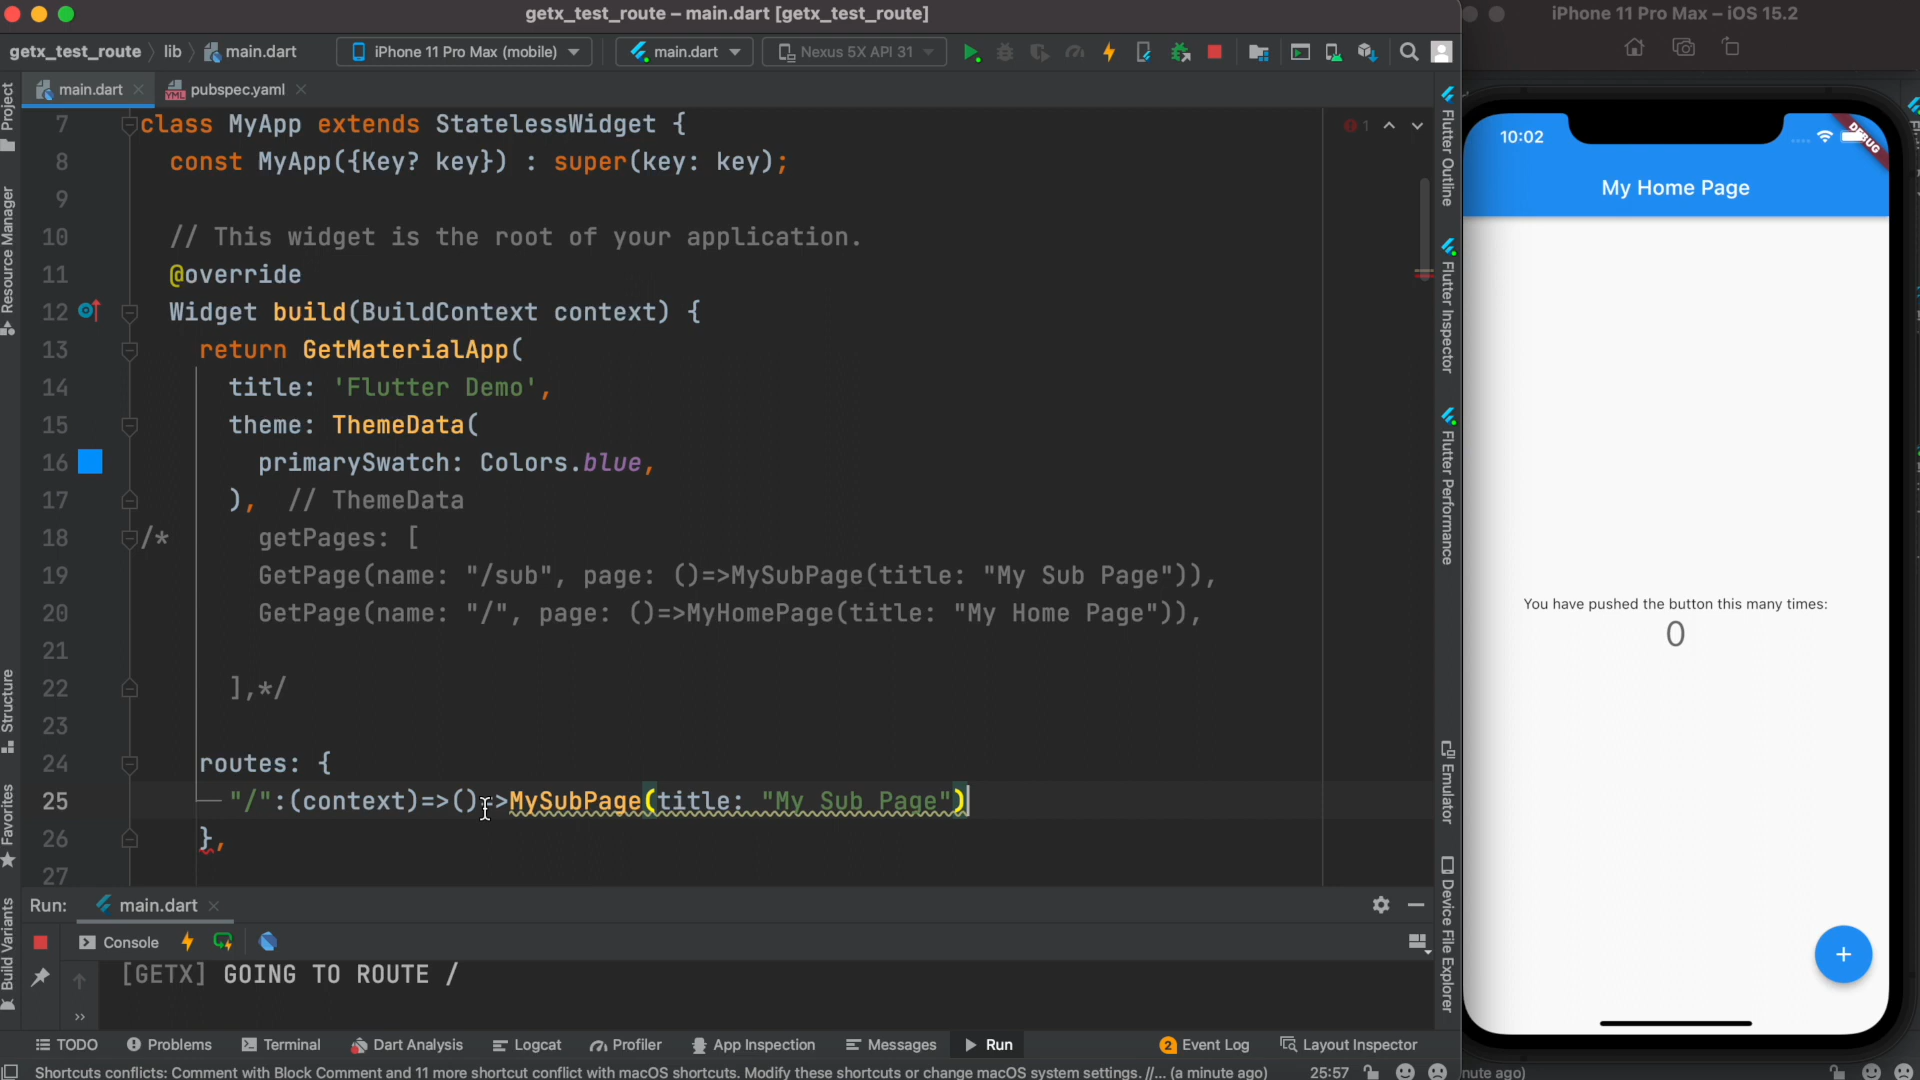 getx_test_route – main.dart [getx_test_route]
iPhone 11 Pro Max – iOS 15.2
getx_test_route lib main.dart
iPhone 11 Pro Max (mobile)
main.dart
Nexus 5X API 31
main.dart
pubspec.yaml
Project
Resource Manager
Structure
Favorites
Build Variants
7 class MyApp extends StatelessWidget {
8 const MyApp({Key? key}) : super(key: key);
9
10 // This widget is the root of your application.
11 @override
12 Widget build(BuildContext context) {
13 return GetMaterialApp(
14 title: 'Flutter Demo',
15 theme: ThemeData(
16 primarySwatch: Colors.blue,
17 ), // ThemeData
18 /* getPages: [
19 GetPage(name: "/sub", page: ()=>MySubPage(title: "My Sub Page")),
20 GetPage(name: "/", page: ()=>MyHomePage(title: "My Home Page")),
21
22 ],*/
23
24 routes: {
25 "/":(context)=>()=>MySubPage(title: "My Sub Page")
26 },
27
1
Flutter Outline
Flutter Inspector
Flutter Performance
Emulator
Device File Explorer
10:02
DEBUG
My Home Page
You have pushed the button this many times:
0
+
Run: main.dart
Console
[GETX] GOING TO ROUTE /
TODO Problems Terminal Dart Analysis Logcat Profiler App Inspection Messages Run 2 Event Log Layout Inspector
Shortcuts conflicts: Comment with Block Comment and 11 more shortcut conflict with macOS shortcuts. Modify these shortcuts or change macOS system settings. //... (a minute ago) 25:57
nute ago)